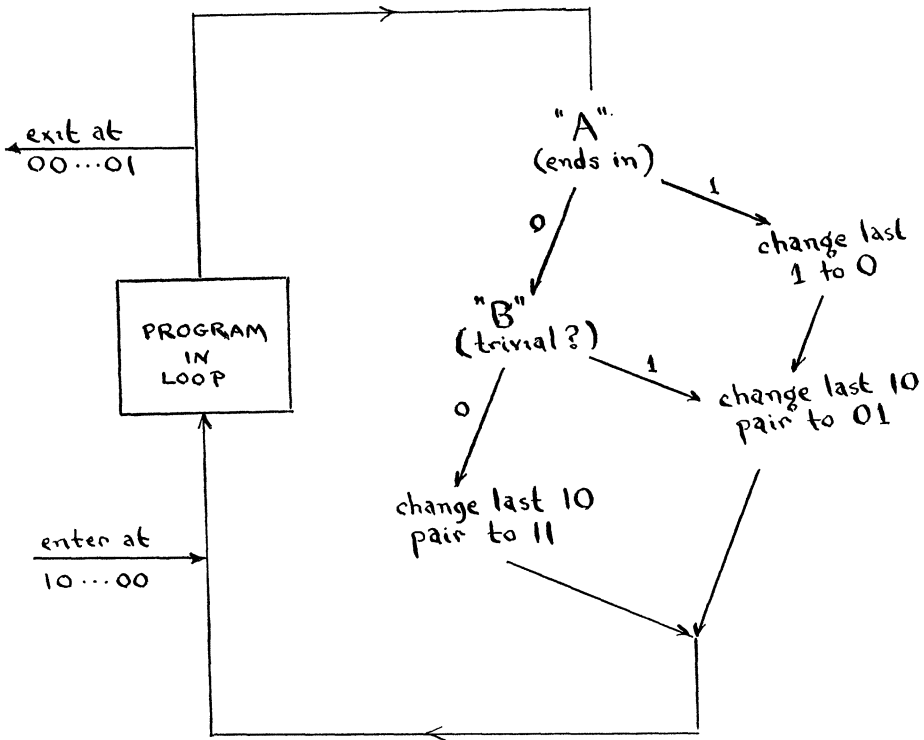 "A"
(ends in)
exit at
00...01
1
0
change last
1 to 0
"B"
(trivial?)
PROGRAM
IN
LOOP
1
0
change last 10
pair to 01
change last 10
pair to 11
enter at
10...00